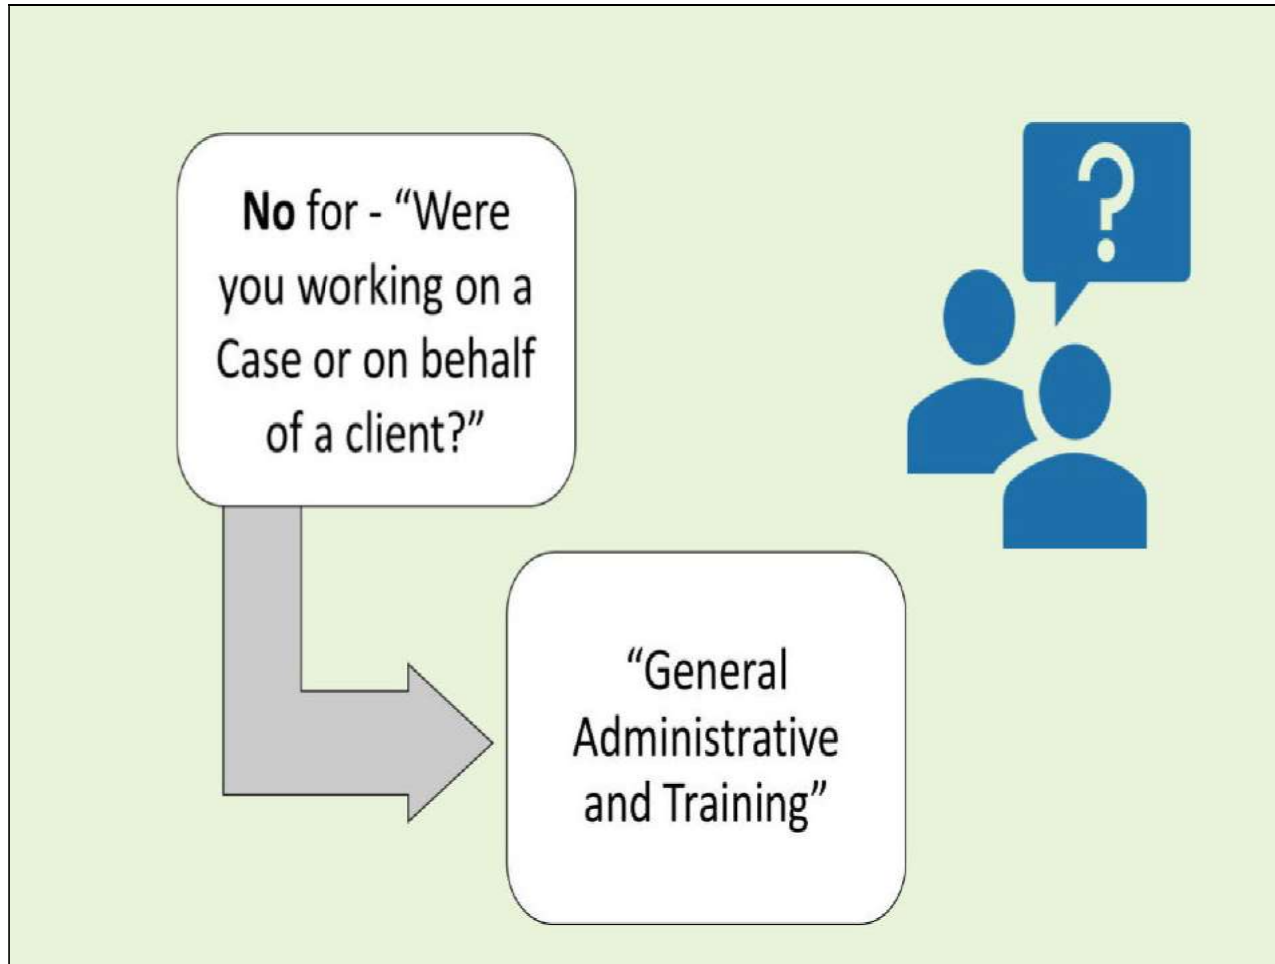 No for - “Were
you working on a
Case or on behalf
of a client?”
?
“General
Administrative
and Training”